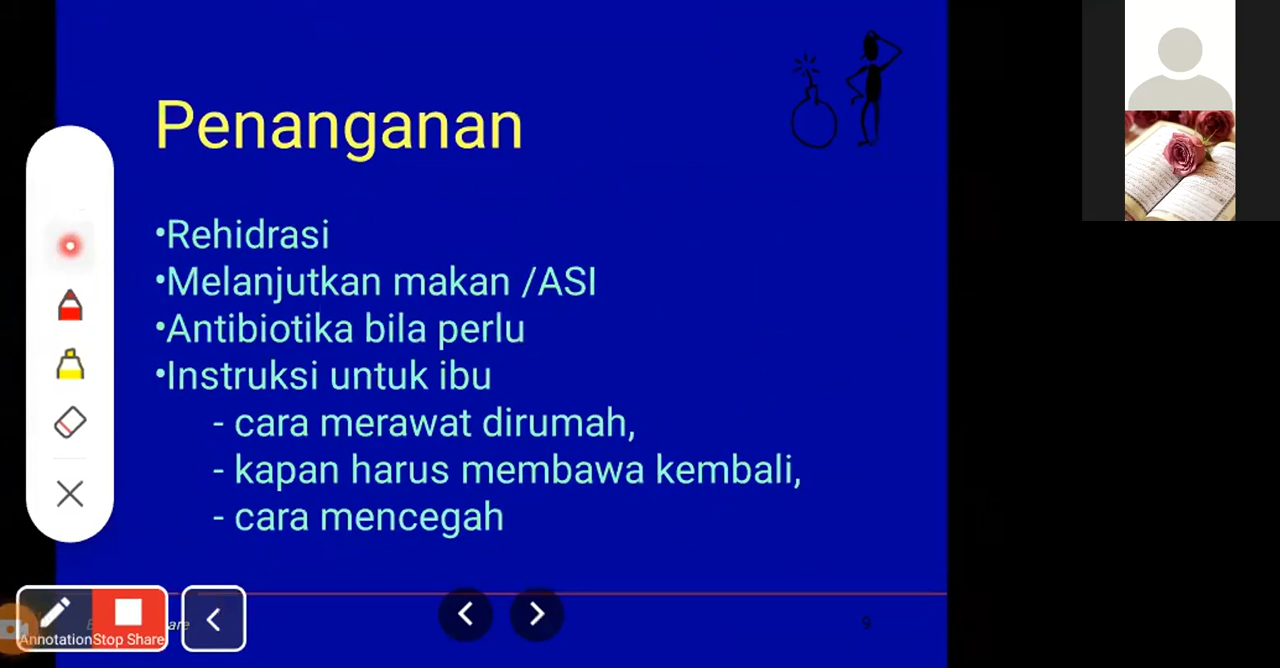 Penanganan
•Rehidrasi
•Melanjutkan makan /ASI
•Antibiotika bila perlu
•Instruksi untuk ibu
- cara merawat dirumah,
- kapan harus membawa kembali,
- cara mencegah
9
Annotation
Stop Share